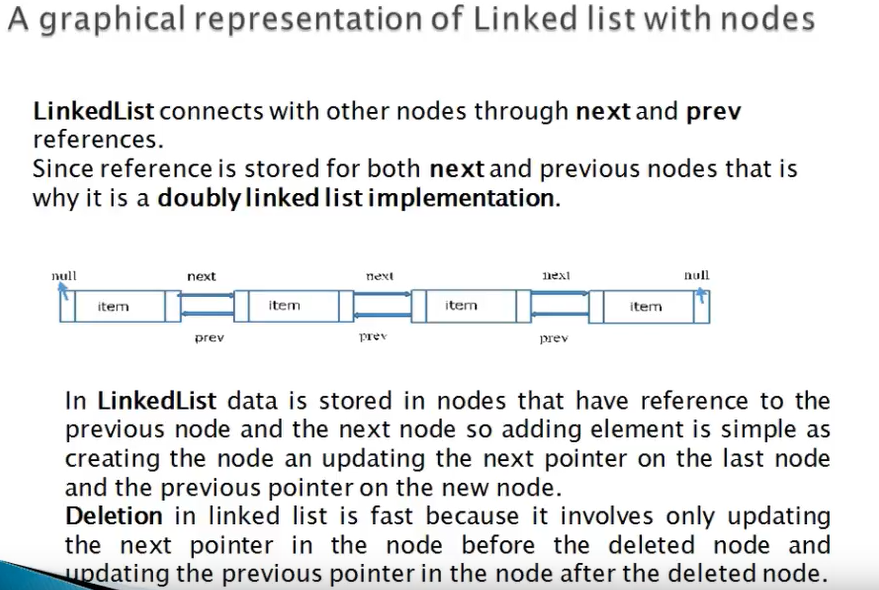 A graphical representation of Linked list with nodes
LinkedList connects with other nodes through next and prev
references.
Since reference is stored for both next and previous nodes that is
why it is a doubly linked list implementation.
null next next next null
item item item item
prev prev prev
In LinkedList data is stored in nodes that have reference to the
previous node and the next node so adding element is simple as
creating the node an updating the next pointer on the last node
and the previous pointer on the new node.
Deletion in linked list is fast because it involves only updating
the next pointer in the node before the deleted node and
updating the previous pointer in the node after the deleted node.